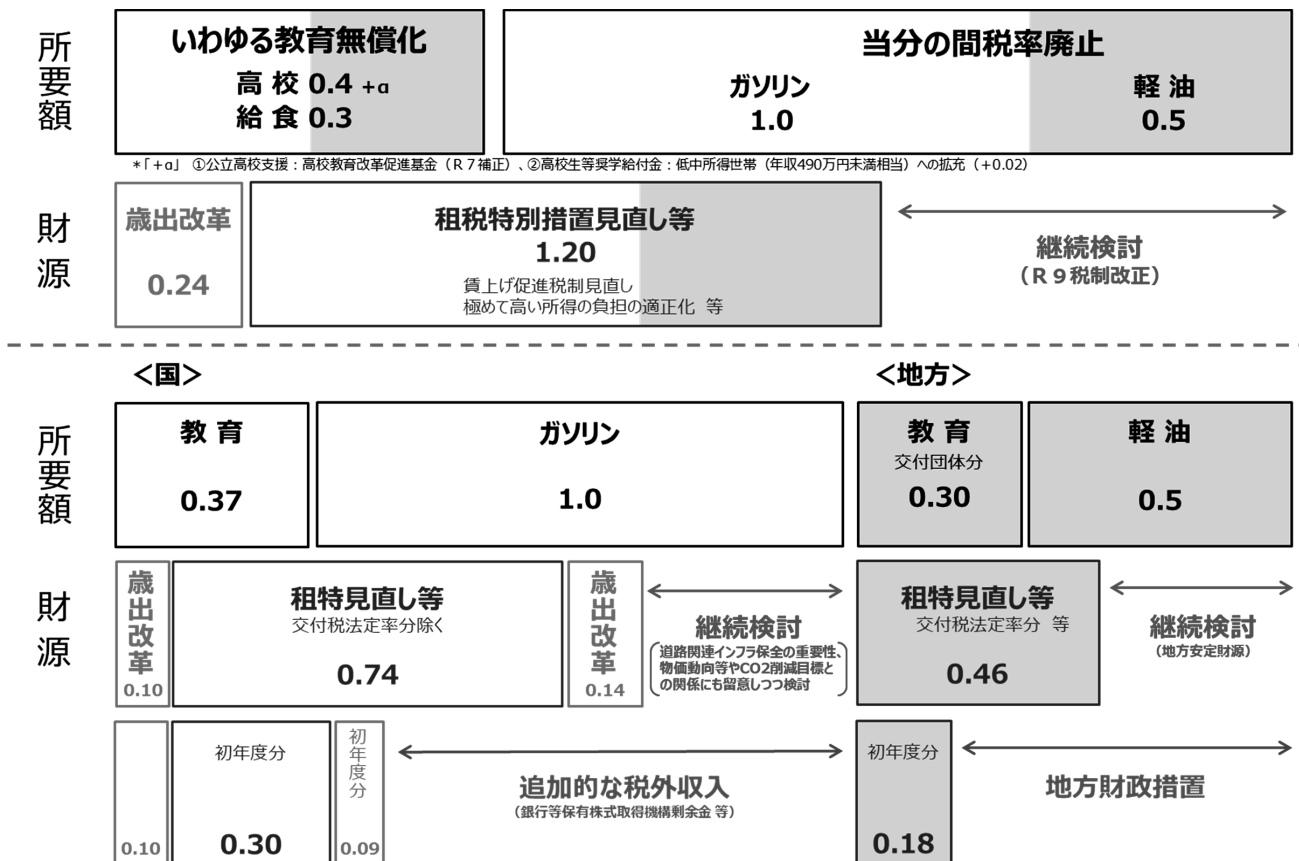 所要額
いわゆる教育無償化
高 校 0.4 +α
給 食 0.3
当分の間税率廃止
ガソリン
1.0
軽 油
0.5
＊「＋α」 ①公立高校支援：高校教育改革促進基金（Ｒ７補正）、②高校生等奨学給付金：低中所得世帯（年収490万円未満相当）への拡充（+0.02）
財源
歳出改革
0.24
租税特別措置見直し等
1.20
賃上げ促進税制見直し
極めて高い所得の負担の適正化 等
継続検討
（Ｒ９税制改正）
＜国＞
＜地方＞
所要額
教 育
0.37
ガソリン
1.0
教 育
交付団体分
0.30
軽 油
0.5
財源
歳出改革
0.10
租特見直し等
交付税法定率分除く
0.74
歳出改革
0.14
継続検討
道路関連インフラ保全の重要性、
物価動向等やCO2削減目標と
の関係にも留意しつつ検討
租特見直し等
交付税法定率分 等
0.46
継続検討
（地方安定財源）
0.10
初年度分
0.30
初年度分
0.09
追加的な税外収入
（銀行等保有株式取得機構剰余金 等）
初年度分
0.18
地方財政措置